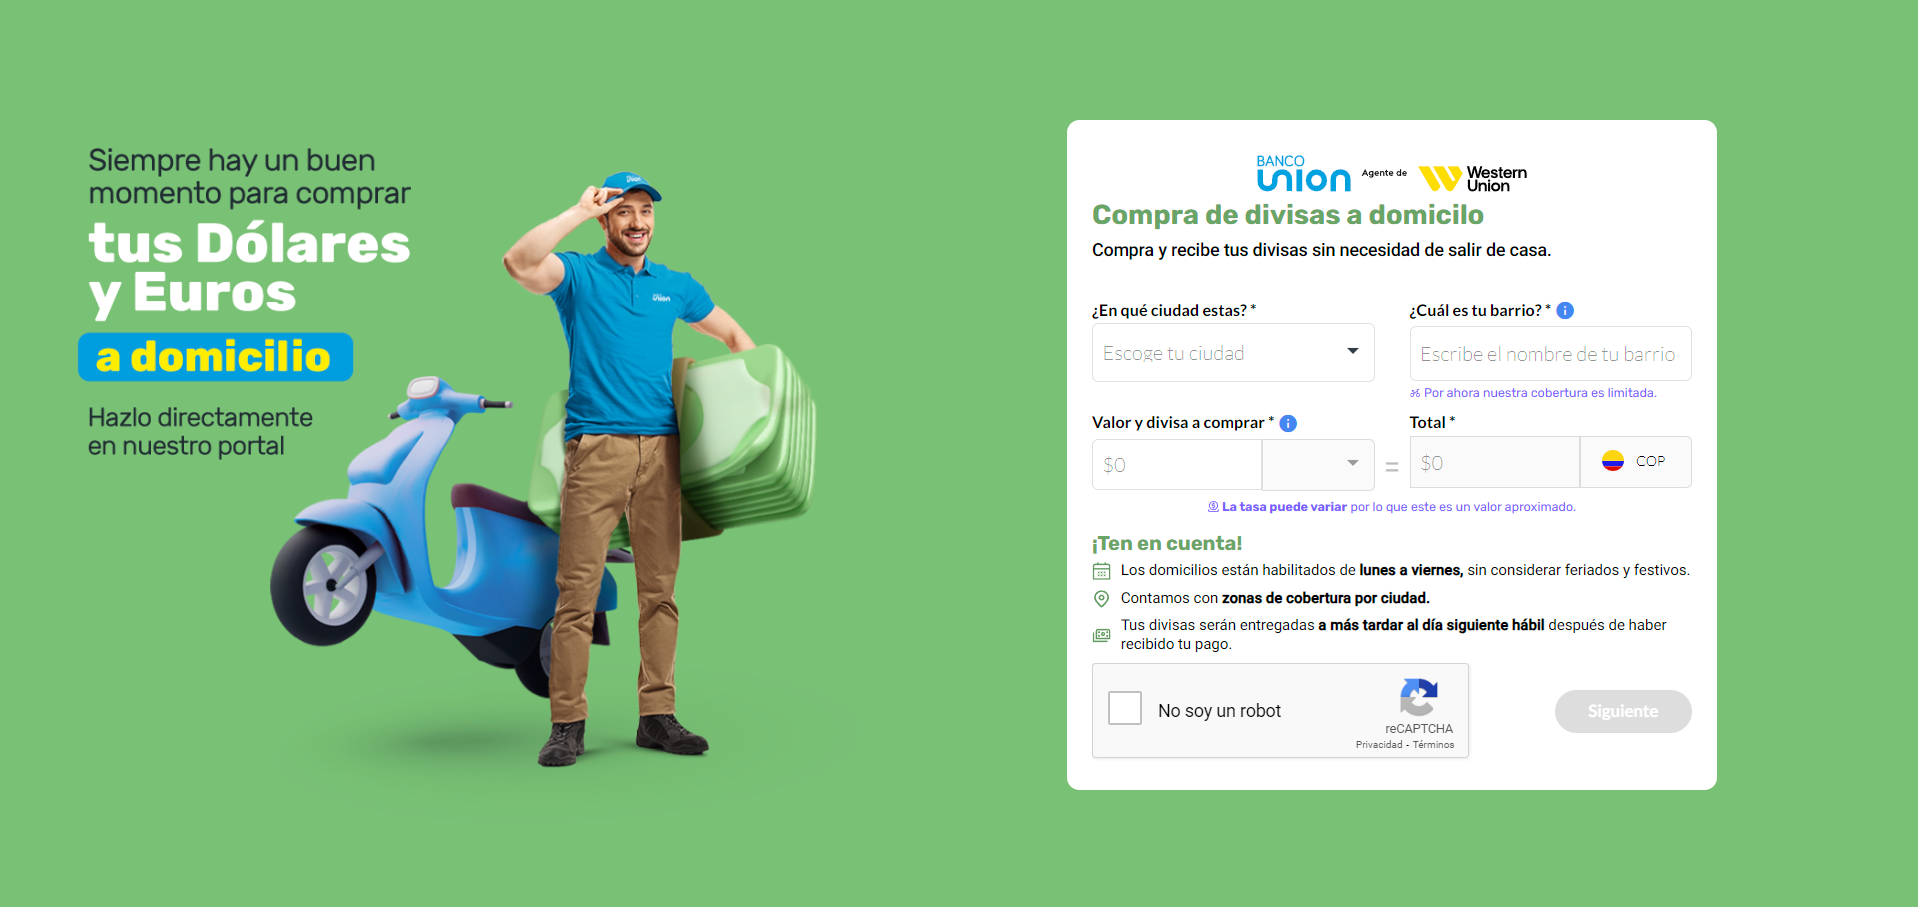 Siempre hay un buen
momento para comprar
tus Dólares
y Euros
a domicilio
Hazlo directamente
en nuestro portal
union
union
BANCO
union
Agente de
Western
Union
Compra de divisas a domicilo
Compra y recibe tus divisas sin necesidad de salir de casa.
¿En qué ciudad estas? *
Escoge tu ciudad
¿Cuál es tu barrio? *
Escribe el nombre de tu barrio
Por ahora nuestra cobertura es limitada.
Valor y divisa a comprar *
$0
=
Total *
$0
COP
La tasa puede variar por lo que este es un valor aproximado.
¡Ten en cuenta!
Los domicilios están habilitados de lunes a viernes, sin considerar feriados y festivos.
Contamos con zonas de cobertura por ciudad.
Tus divisas serán entregadas a más tardar al día siguiente hábil después de haber
recibido tu pago.
No soy un robot
reCAPTCHA
Privacidad - Términos
Siguiente